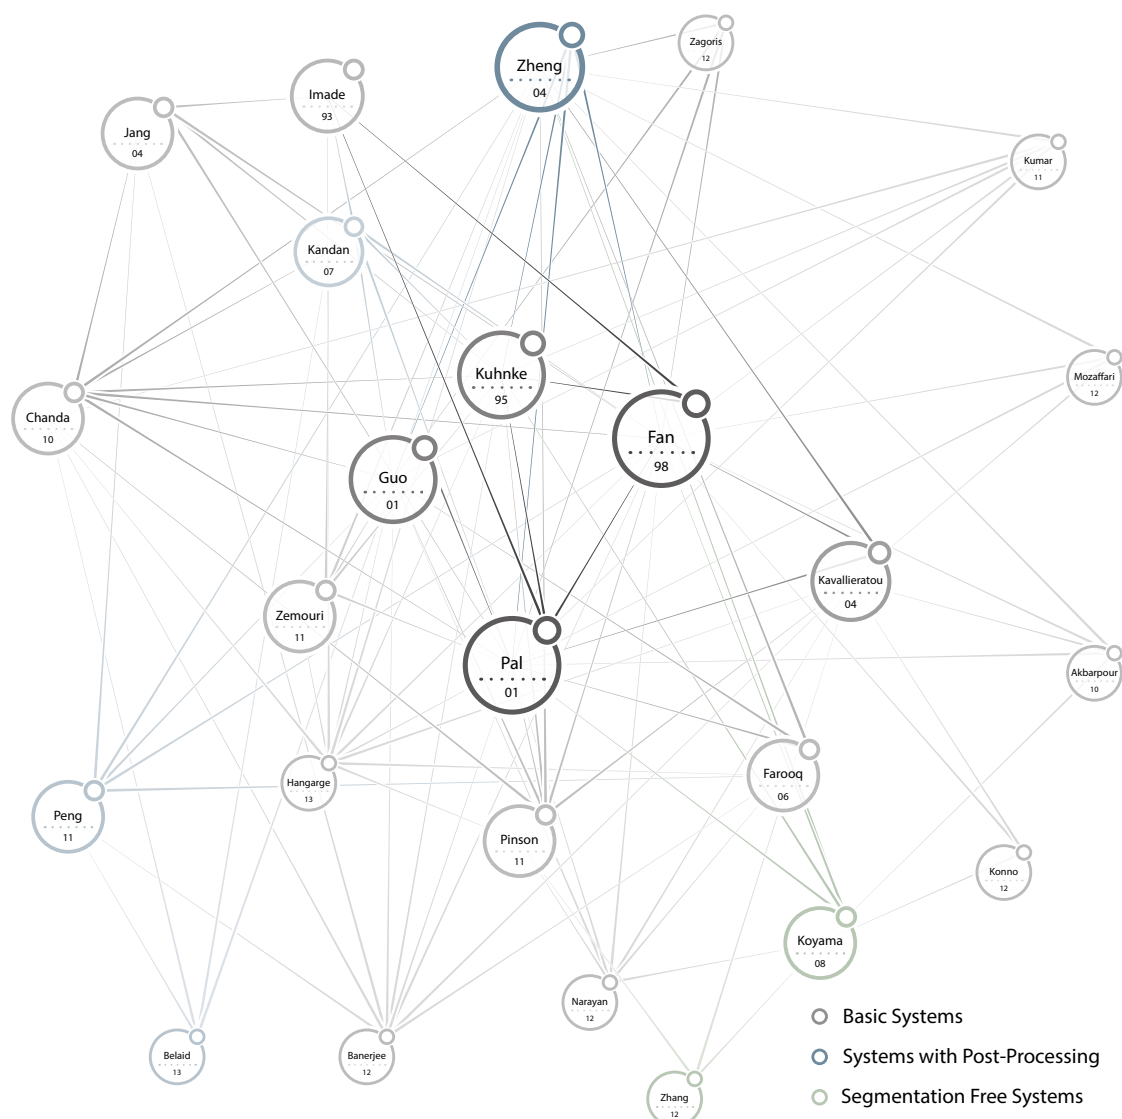 Zheng
04
Zagoris
12
Imade
93
Jang
04
Kumar
11
Kandan
07
Kuhnke
95
Mozaffari
12
Chanda
10
Fan
98
Guo
01
Kavallieratou
04
Zemouri
11
Pal
01
Akbarpour
10
Hangarge
13
Farooq
06
Peng
11
Pinson
11
Konno
12
Koyama
08
Narayan
12
Belaid
13
Banerjee
12
Zhang
12
Basic Systems
Systems with Post-Processing
Segmentation Free Systems